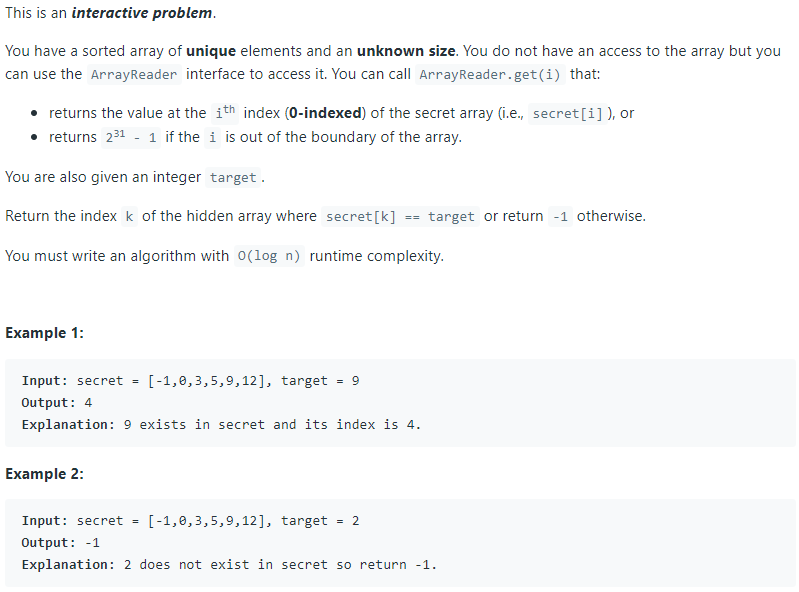 This is an interactive problem.
You have a sorted array of unique elements and an unknown size. You do not have an access to the array but you
can use the ArrayReader interface to access it. You can call ArrayReader.get(i) that:
• returns the value at the ith index (0-indexed) of the secret array (i.e., secret[i] ), or
• returns 2^31 - 1 if the i is out of the boundary of the array.
You are also given an integer target .
Return the index k of the hidden array where secret[k] == target or return -1 otherwise.
You must write an algorithm with O(log n) runtime complexity.
Example 1:
Input: secret = [-1,0,3,5,9,12], target = 9
Output: 4
Explanation: 9 exists in secret and its index is 4.
Example 2:
Input: secret = [-1,0,3,5,9,12], target = 2
Output: -1
Explanation: 2 does not exist in secret so return -1.